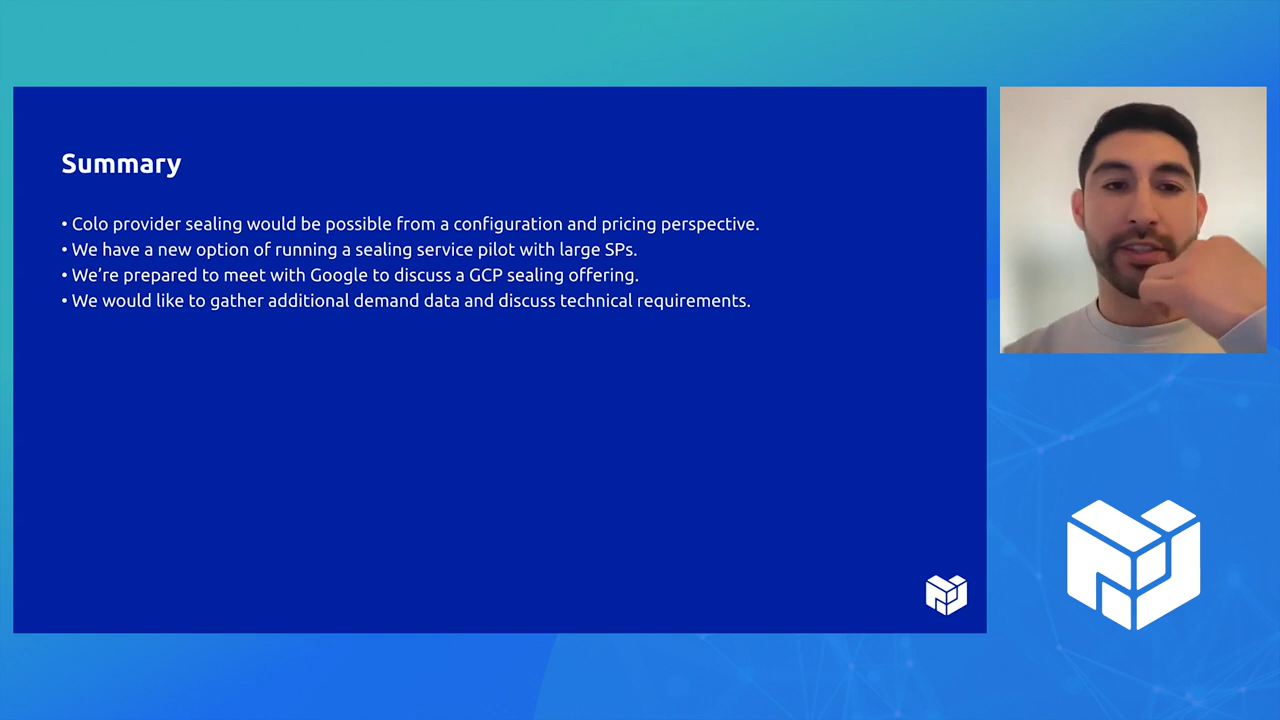 Summary
• Colo provider sealing would be possible from a configuration and pricing perspective.
• We have a new option of running a sealing service pilot with large SPs.
• We’re prepared to meet with Google to discuss a GCP sealing offering.
• We would like to gather additional demand data and discuss technical requirements.